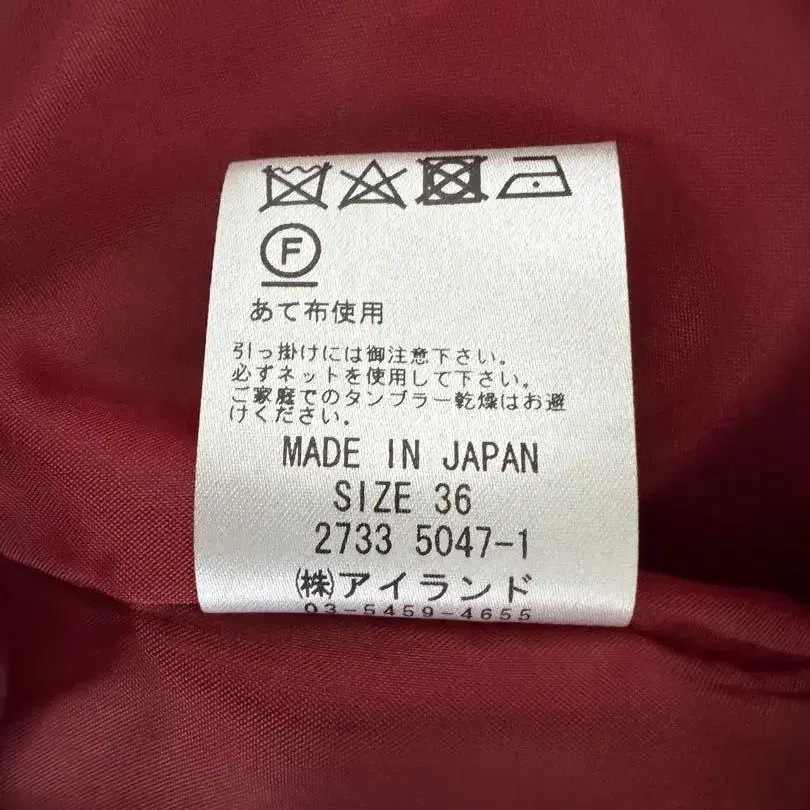 F
あて布使用
引っ掛けには御注意下さい。
必ずネットを使用して下さい。
ご家庭でのタンブラー乾燥はお避
けください。
MADE IN JAPAN
SIZE 36
2733 5047-1
㈱アイランド
03-5459-4655